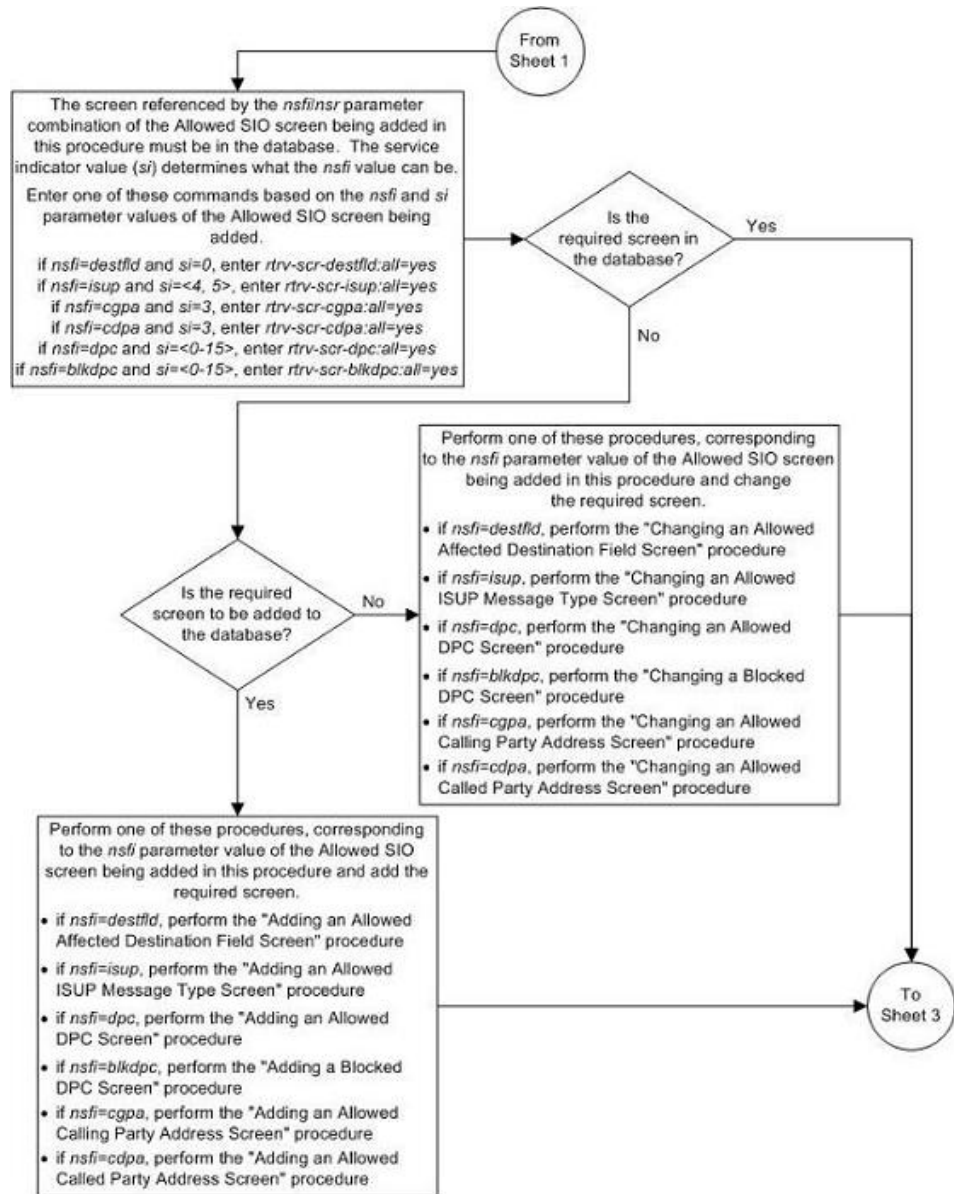 From
Sheet 1
The screen referenced by the nsfi/nsr parameter
combination of the Allowed SIO screen being added in
this procedure must be in the database. The service
indicator value (si) determines what the nsfi value can be.
Enter one of these commands based on the nsfi and si
parameter values of the Allowed SIO screen being
added.
if nsfi=destfld and si=0, enter rtrv-scr-destfld:all=yes
if nsfi=isup and si=<4, 5>, enter rtrv-scr-isup:all=yes
if nsfi=cgpa and si=3, enter rtrv-scr-cgpa:all=yes
if nsfi=cdpa and si=3, enter rtrv-scr-cdpa:all=yes
if nsfi=dpc and si=<0-15>, enter rtrv-scr-dpc:all=yes
if nsfi=blkdpc and si=<0-15>, enter rtrv-scr-blkdpc:all=yes
Is the
required screen in
the database?
Yes
No
Perform one of these procedures, corresponding
to the nsfi parameter value of the Allowed SIO screen
being added in this procedure and change
the required screen.
• if nsfi=destfld, perform the "Changing an Allowed
Affected Destination Field Screen" procedure
• if nsfi=isup, perform the "Changing an Allowed
ISUP Message Type Screen" procedure
• if nsfi=dpc, perform the "Changing an Allowed
DPC Screen" procedure
• if nsfi=blkdpc, perform the "Changing a Blocked
DPC Screen" procedure
• if nsfi=cgpa, perform the "Changing an Allowed
Calling Party Address Screen" procedure
• if nsfi=cdpa, perform the "Changing an Allowed
Called Party Address Screen" procedure
Is the required
screen to be added to
the database?
No
Yes
Perform one of these procedures, corresponding
to the nsfi parameter value of the Allowed SIO
screen being added in this procedure and add the
required screen.
• if nsfi=destfld, perform the "Adding an Allowed
Affected Destination Field Screen" procedure
• if nsfi=isup, perform the "Adding an Allowed
ISUP Message Type Screen" procedure
• if nsfi=dpc, perform the "Adding an Allowed
DPC Screen" procedure
• if nsfi=blkdpc, perform the "Adding a Blocked
DPC Screen" procedure
• if nsfi=cgpa, perform the "Adding an Allowed
Calling Party Address Screen" procedure
• if nsfi=cdpa, perform the "Adding an Allowed
Called Party Address Screen" procedure
To
Sheet 3